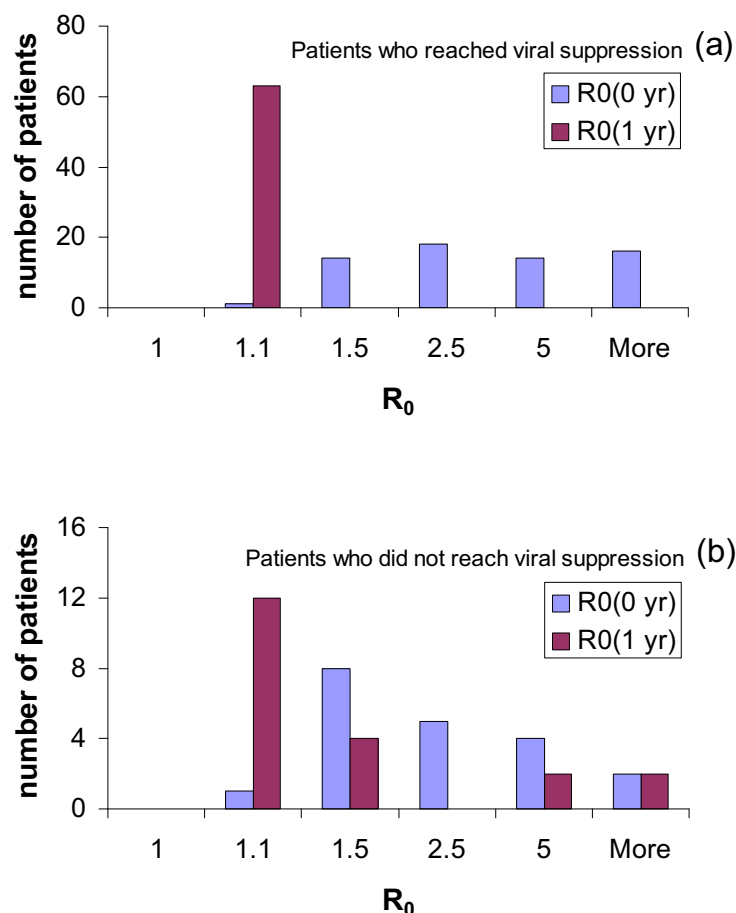 80
Patients who reached viral suppression (a)
R0(0 yr)
R0(1 yr)
60
40
20
0
number of patients
1 1.1 1.5 2.5 5 More
R0
16
Patients who did not reach viral suppression (b)
R0(0 yr)
R0(1 yr)
12
8
4
0
number of patients
1 1.1 1.5 2.5 5 More
R0